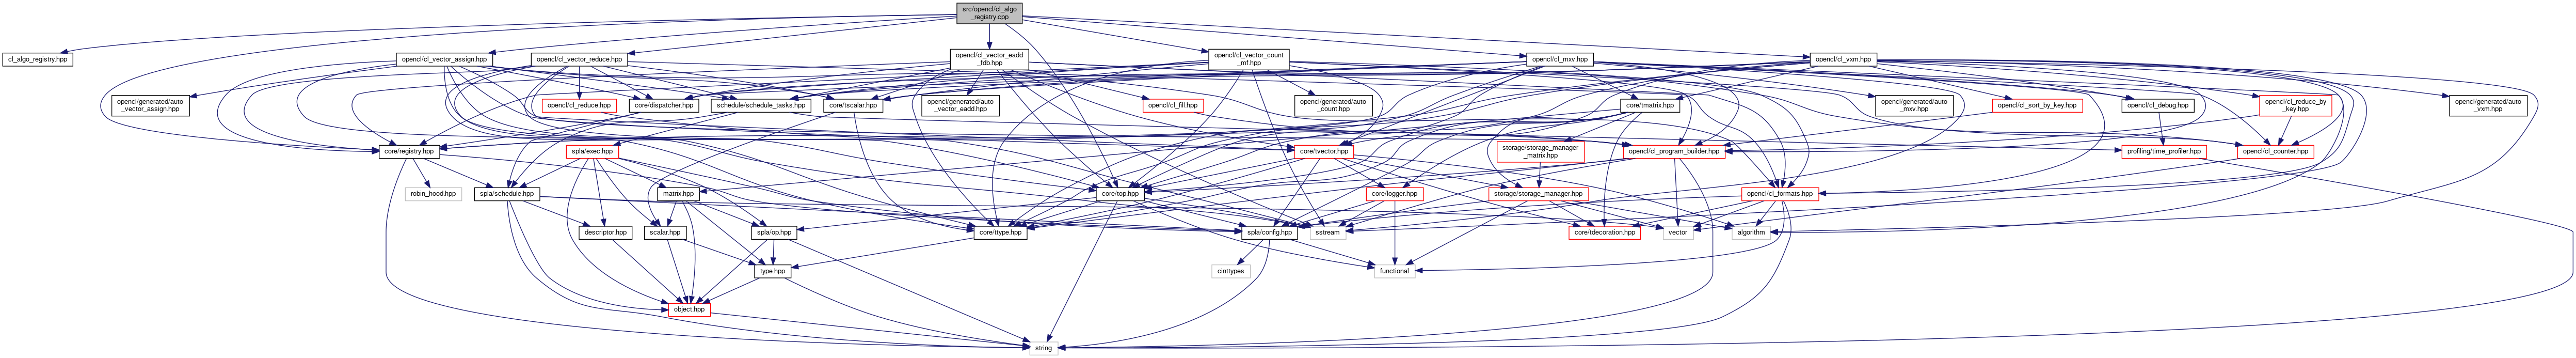 src/opencl/cl_algo
_registry.cpp
cl_algo_registry.hpp
opencl/cl_vector_assign.hpp
opencl/cl_vector_reduce.hpp
opencl/cl_vector_eadd
_fdb.hpp
opencl/cl_vector_count
_mf.hpp
opencl/cl_mxv.hpp
opencl/cl_vxm.hpp
opencl/generated/auto
_vector_assign.hpp
opencl/cl_reduce.hpp
core/dispatcher.hpp
schedule/schedule_tasks.hpp
core/tscalar.hpp
opencl/generated/auto
_vector_eadd.hpp
opencl/cl_fill.hpp
opencl/generated/auto
_count.hpp
core/tmatrix.hpp
opencl/generated/auto
_mxv.hpp
opencl/cl_sort_by_key.hpp
opencl/cl_debug.hpp
opencl/cl_reduce_by
_key.hpp
opencl/generated/auto
_vxm.hpp
core/registry.hpp
spla/exec.hpp
core/tvector.hpp
opencl/cl_program_builder.hpp
storage/storage_manager
_matrix.hpp
profiling/time_profiler.hpp
opencl/cl_counter.hpp
robin_hood.hpp
spla/schedule.hpp
matrix.hpp
core/top.hpp
core/logger.hpp
storage/storage_manager.hpp
opencl/cl_formats.hpp
descriptor.hpp
scalar.hpp
spla/op.hpp
core/ttype.hpp
spla/config.hpp
sstream
core/tdecoration.hpp
vector
algorithm
type.hpp
cinttypes
functional
object.hpp
string